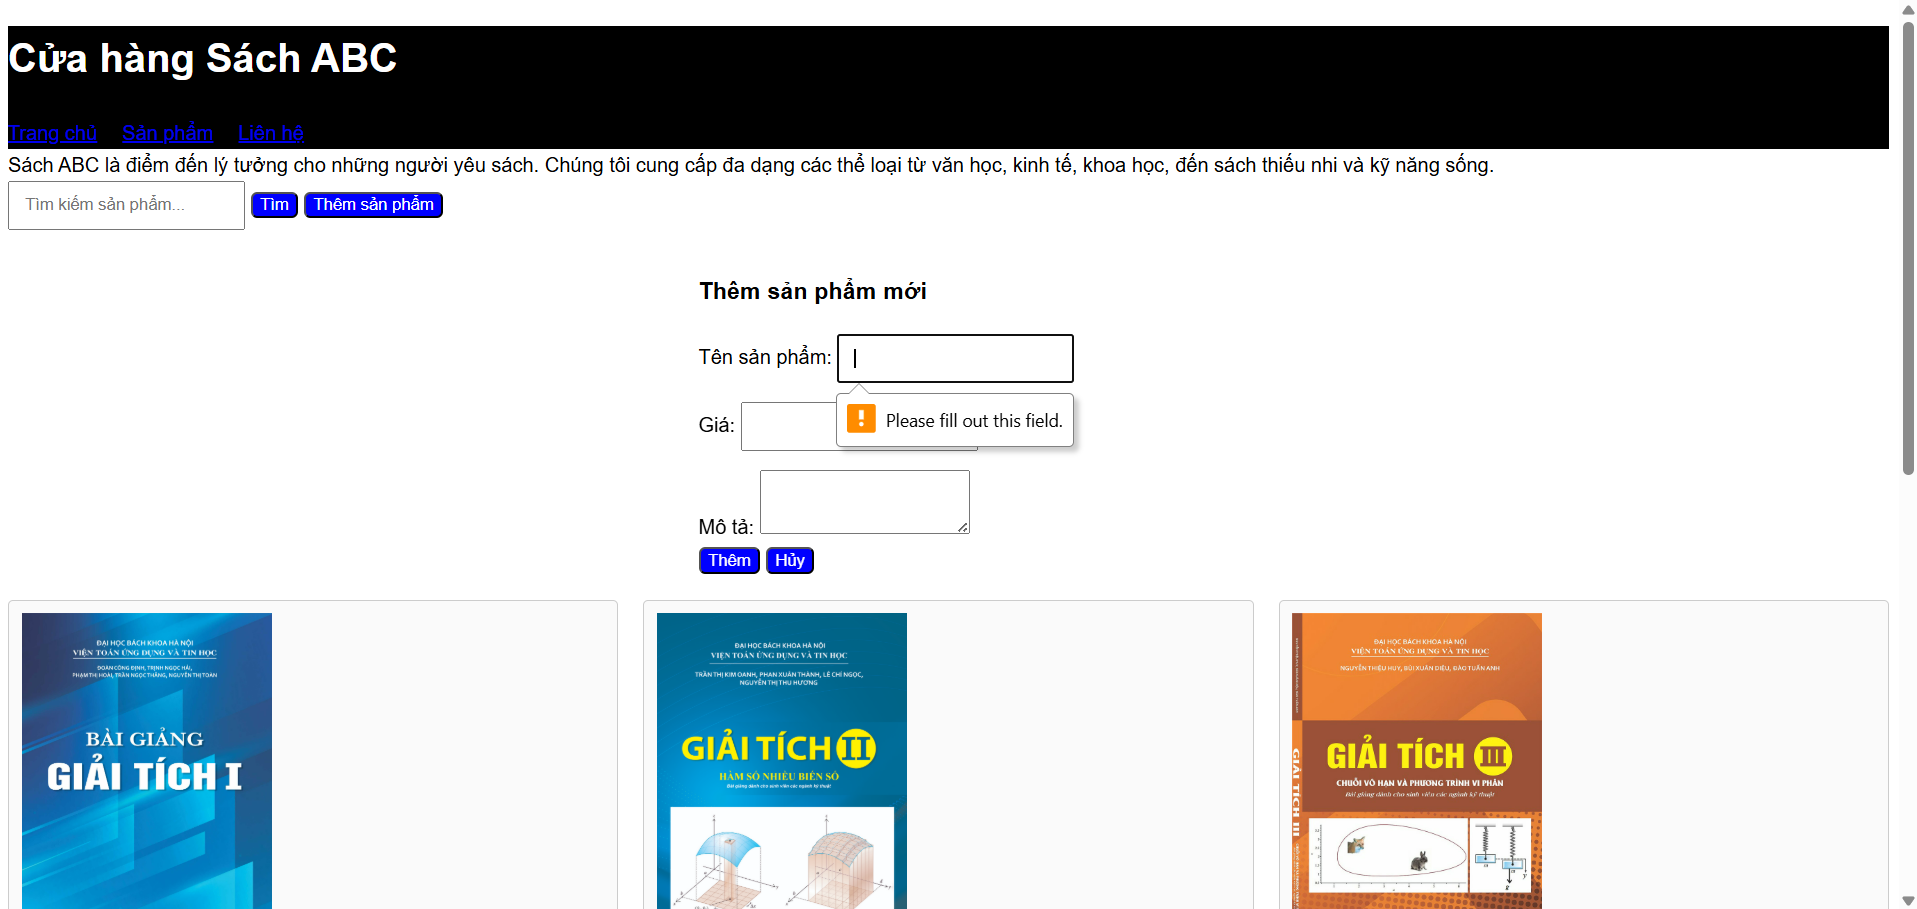 Cửa hàng Sách ABC
Trang chủ Sản phẩm Liên hệ
Sách ABC là điểm đến lý tưởng cho những người yêu sách. Chúng tôi cung cấp đa dạng các thể loại từ văn học, kinh tế, khoa học, đến sách thiếu nhi và kỹ năng sống.
Tìm kiếm sản phẩm... Tìm Thêm sản phẩm
Thêm sản phẩm mới
Tên sản phẩm:
Please fill out this field.
Giá:
Mô tả:
Thêm Hủy
ĐẠI HỌC BÁCH KHOA HÀ NỘI
VIỆN TOÁN ỨNG DỤNG VÀ TIN HỌC
ĐOÀN CÔNG ĐỊNH, TRỊNH NGỌC HẢI,
PHẠM THỊ HOÀI, TRẦN NGỌC THĂNG, NGUYỄN THỊ TOÀN
BÀI GIẢNG
GIẢI TÍCH I
ĐẠI HỌC BÁCH KHOA HÀ NỘI
VIỆN TOÁN ỨNG DỤNG VÀ TIN HỌC
TRẦN THỊ KIM OANH, PHAN XUÂN THÀNH, LÊ CHÍ NGỌC,
NGUYỄN THỊ THU HƯƠNG
GIẢI TÍCH II
HÀM SỐ NHIỀU BIẾN SỐ
Bài giảng dành cho sinh viên các ngành kỹ thuật
ĐẠI HỌC BÁCH KHOA HÀ NỘI
VIỆN TOÁN ỨNG DỤNG VÀ TIN HỌC
NGUYỄN THIỆU HUY, BÙI XUÂN DIỆU, ĐÀO TUẤN ANH
GIẢI TÍCH III
CHUỖI VÔ HẠN VÀ PHƯƠNG TRÌNH VI PHÂN
Bài giảng dành cho sinh viên các ngành kỹ thuật
GIẢI TÍCH III